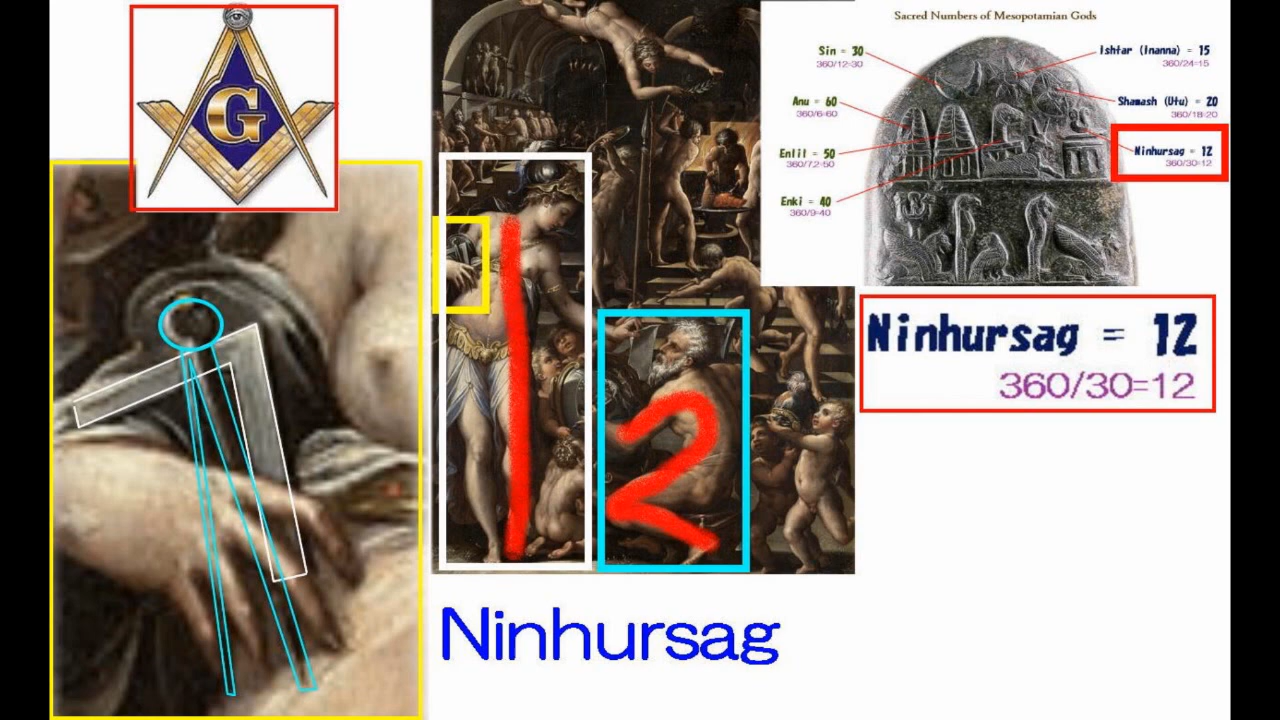 G
Sacred Numbers of Mesopotamian Gods
Sin = 30
360/12=30
Ishtar (Inanna) = 15
360/24=15
Anu = 60
360/6=60
Shamash (Utu) = 20
360/18=20
Enlil = 50
360/7,2=50
Ninhursag = 12
360/30=12
Enki = 40
360/9=40
12
Ninhursag = 12
360/30=12
Ninhursag